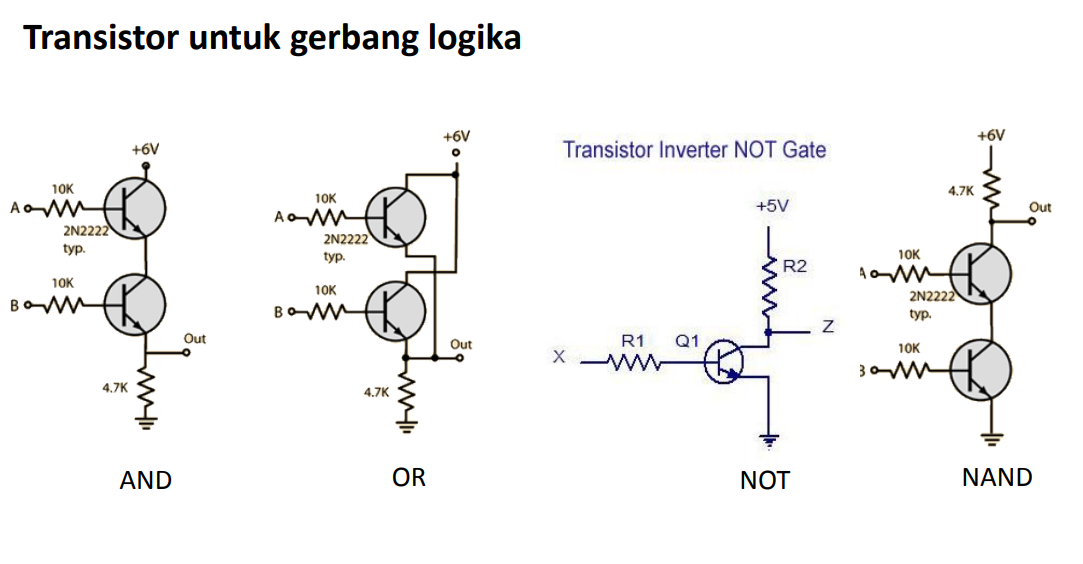 Transistor untuk gerbang logika
+6V
10K
A
2N2222
typ.
10K
B
Out
4.7K
AND
+6V
10K
A
2N2222
typ.
10K
B
Out
4.7K
OR
Transistor Inverter NOT Gate
+5V
R2
Z
R1
Q1
X
NOT
+6V
4.7K
Out
10K
A
2N2222
typ.
10K
NAND